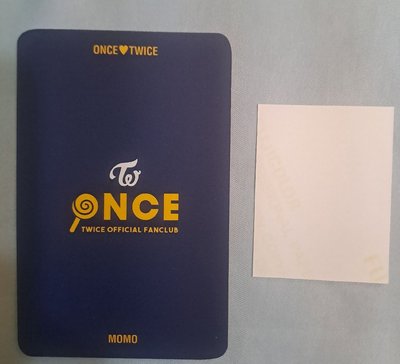 ONCE♥TWICE
TW
ONCE
TWICE OFFICIAL FANCLUB
MOMO